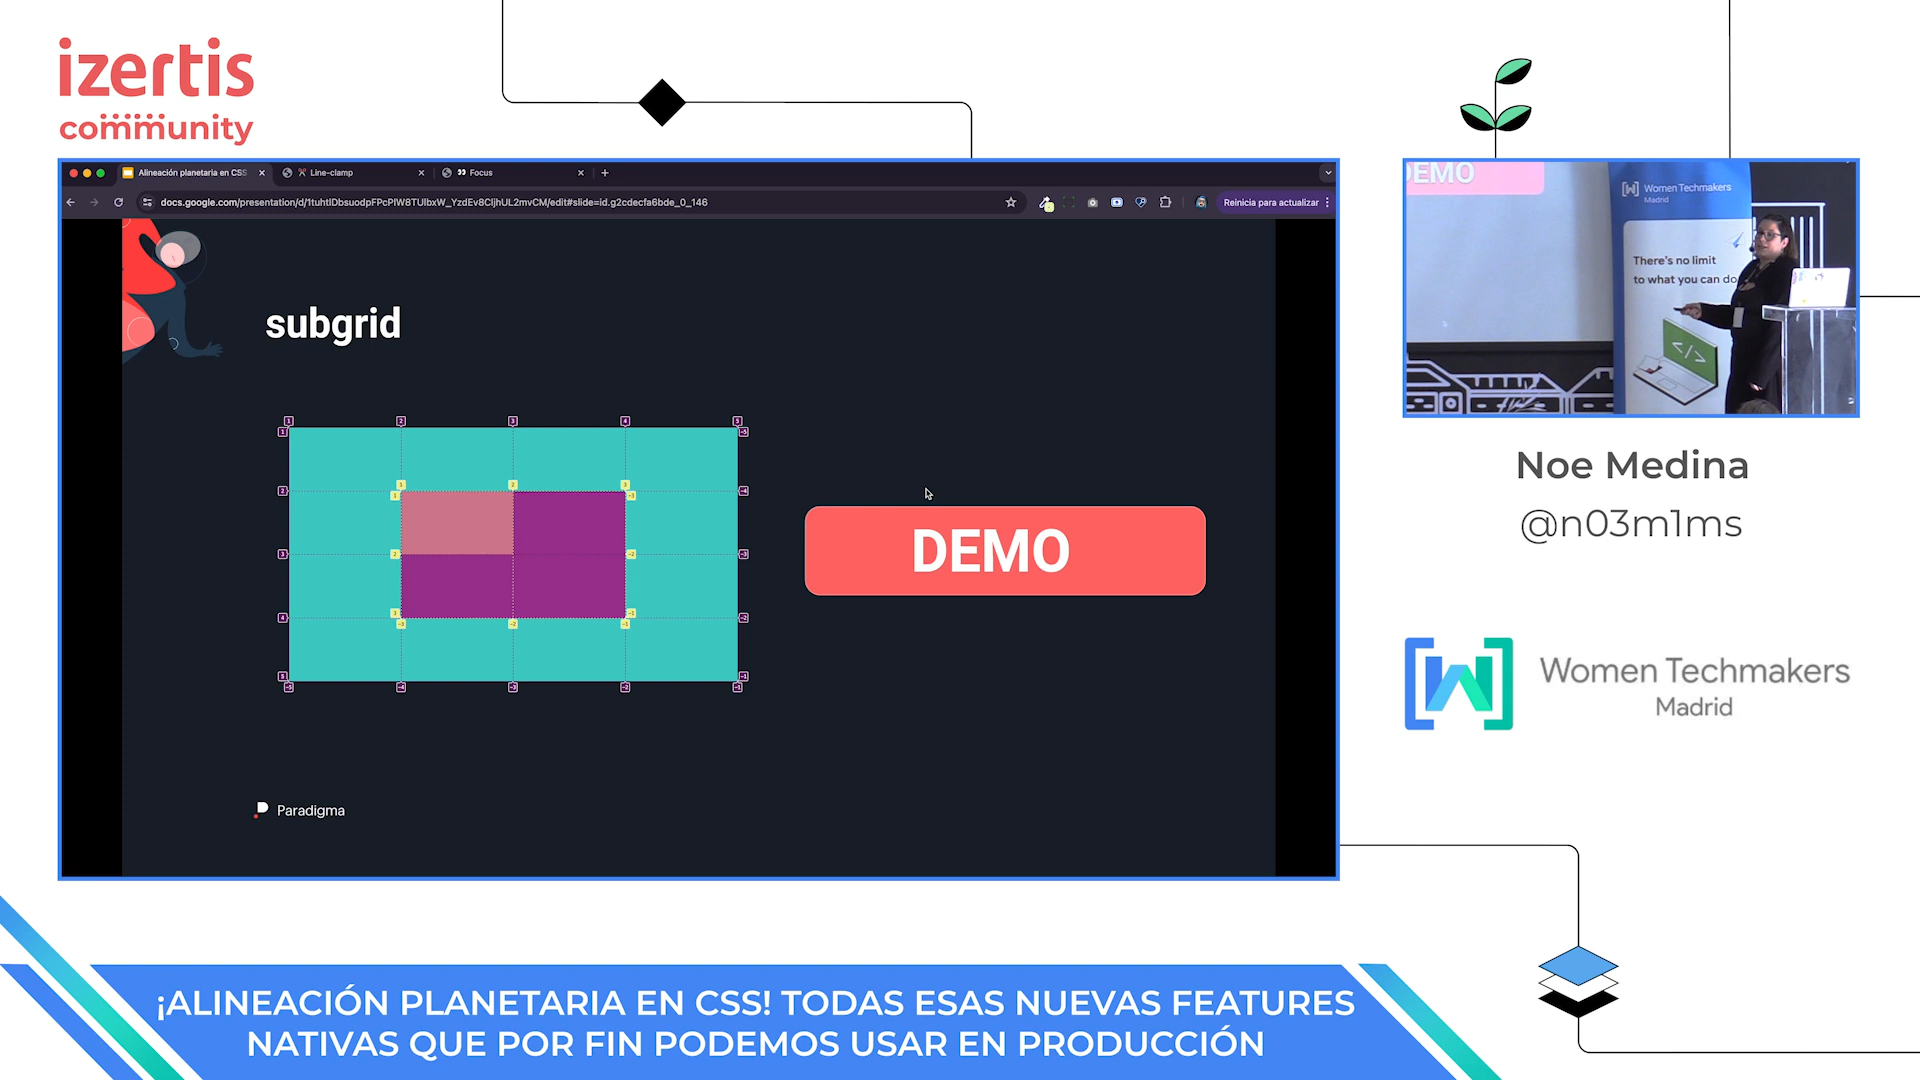 izertis
community
Alineación planetaria en CSS
Line-clamp
Focus
docs.google.com/presentation/d/1tuhtIDbsuodpFPcPIW8TUIbxW_YzdEv8CljhUL2mvCM/edit#slide=id.g2cdecfa6bde_0_146
Reinicia para actualizar
subgrid
DEMO
Paradigma
DEMO
Women Techmakers
Madrid
There's no limit
to what you can do
</>
Noe Medina
@n03m1ms
Women Techmakers
Madrid
¡ALINEACIÓN PLANETARIA EN CSS! TODAS ESAS NUEVAS FEATURES
NATIVAS QUE POR FIN PODEMOS USAR EN PRODUCCIÓN